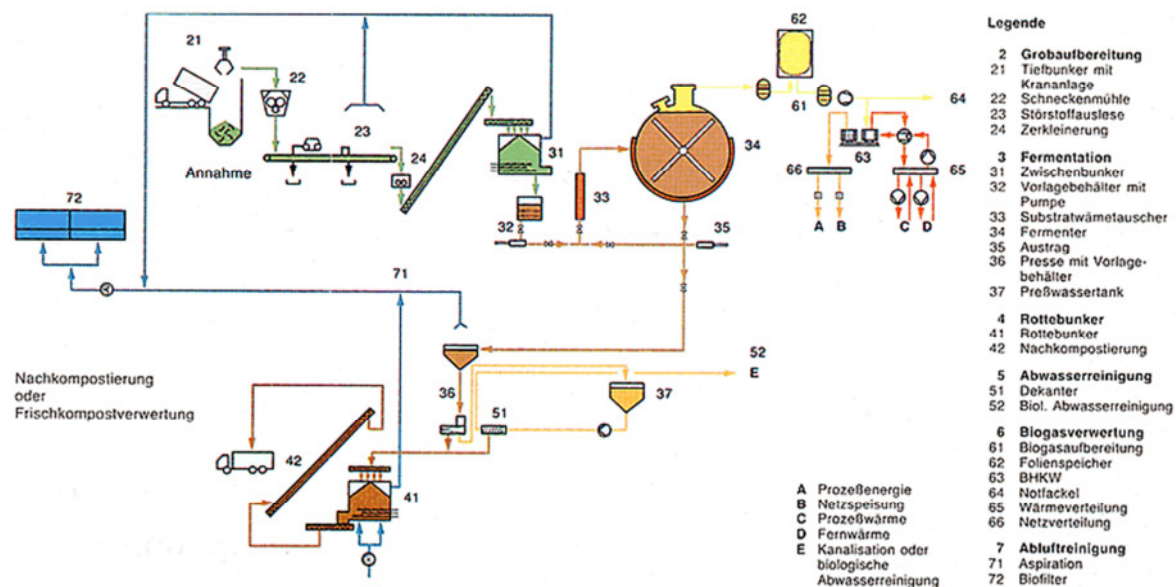 62
21
22
64
61
23
24
31
34
63
66
65
33
Annahme
32
35
A
B
C
D
72
71
52
E
37
36
51
Nachkompostierung
oder
Frischkompostverwertung
42
41
A Prozeßenergie
B Netzspeisung
C Prozeßwärme
D Fernwärme
E Kanalisation oder
biologische
Abwasserreinigung
Legende
2 Grobaufbereitung
21 Tiefbunker mit
Krananlage
22 Schneckenmühle
23 Störstoffauslese
24 Zerkleinerung
3 Fermentation
31 Zwischenbunker
32 Vorlagebehälter mit
Pumpe
33 Substratwämetauscher
34 Fermenter
35 Austrag
36 Presse mit Vorlage-
behälter
37 Preßwassertank
4 Rottebunker
41 Rottebunker
42 Nachkompostierung
5 Abwasserreinigung
51 Dekanter
52 Biol. Abwasserreinigung
6 Biogasverwertung
61 Biogasaufbereitung
62 Folienspeicher
63 BHKW
64 Notfackel
65 Wärmeverteilung
66 Netzverteilung
7 Abluftreinigung
71 Aspiration
72 Biofilter